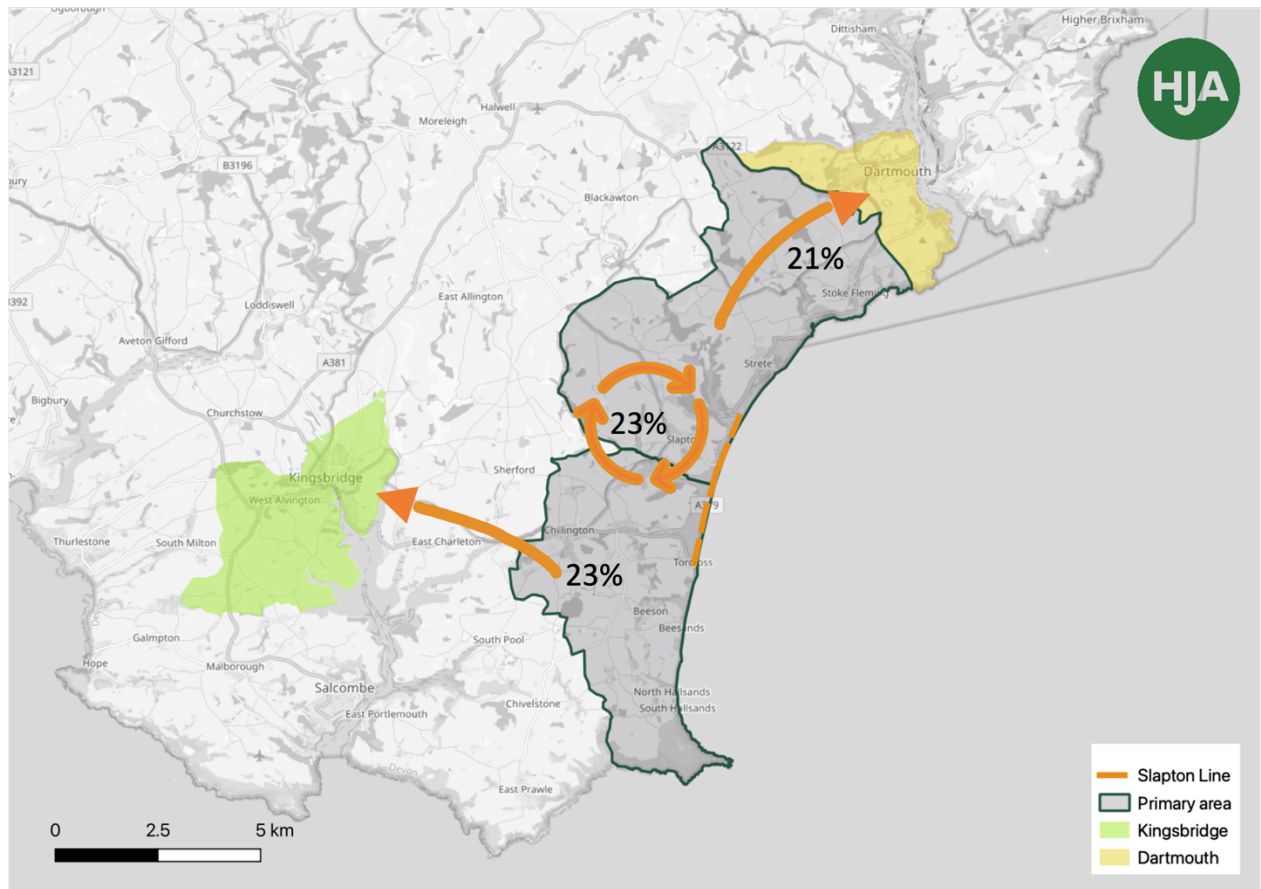 Ogborough
Higher Brixham
Dittisham
A3121
HJA
Halwell
Moreleigh
A3122
B3196
Dartmouth
Blackawton
21%
Stoke Fleming
East Allington
Loddiswell
Aveton Gifford
A381
Strete
Bigbury
Churchstow
23%
Slapton
Sherford
Kingsbridge
West Alvington
A379
Thurlestone
South Milton
East Charleton
Chillington
Torcross
23%
Beeson
Beesands
Galmpton
South Pool
Hope
Malborough
Salcombe
North Hallsands
South Hallsands
East Portlemouth
Chivelstone
Devon
East Prawle
0 2.5 5 km
Slapton Line
Primary area
Kingsbridge
Dartmouth